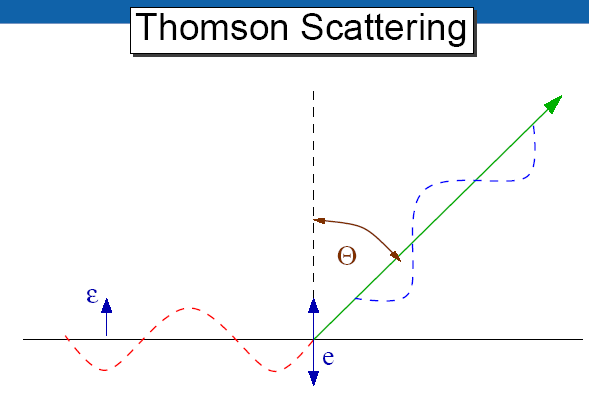 Thomson Scattering
Θ
ε
e